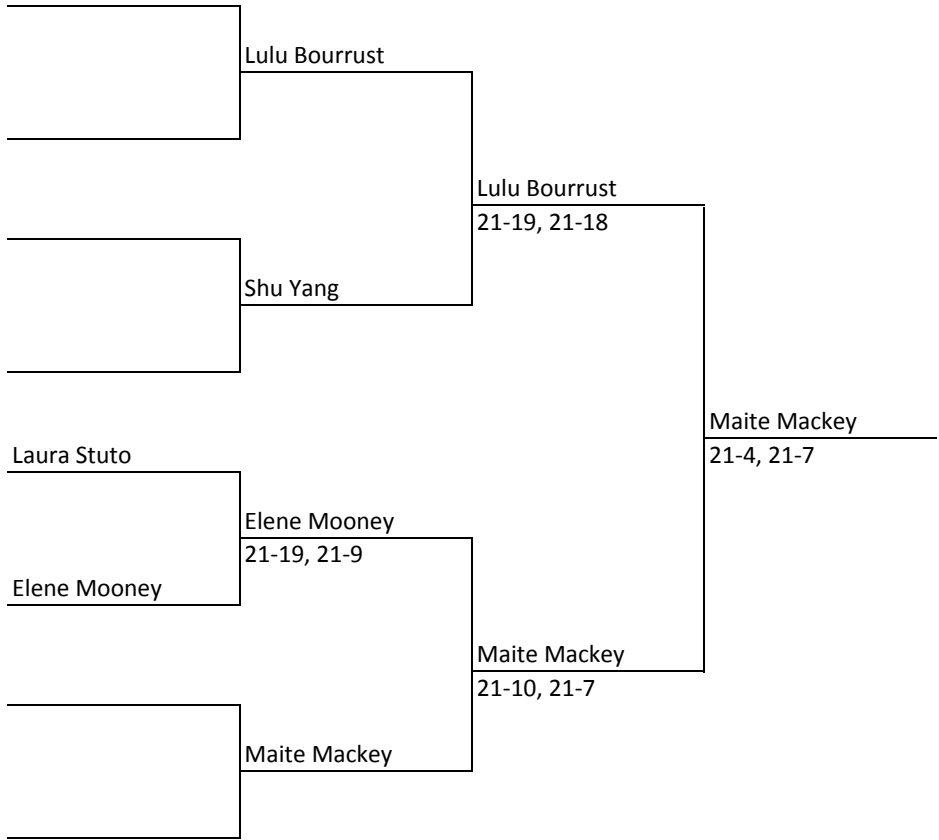 Lulu Bourrust
Lulu Bourrust
21-19, 21-18
Shu Yang
Maite Mackey
21-4, 21-7
Laura Stuto
Elene Mooney
21-19, 21-9
Elene Mooney
Maite Mackey
21-10, 21-7
Maite Mackey